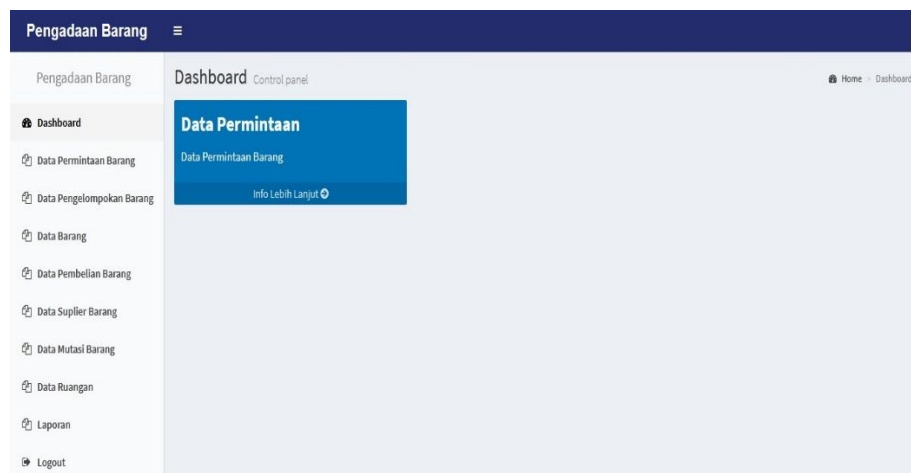 Pengadaan Barang
Pengadaan Barang
Dashboard
Data Permintaan Barang
Data Pengelompokan Barang
Data Barang
Data Pembelian Barang
Data Suplier Barang
Data Mutasi Barang
Data Ruangan
Laporan
Logout
Dashboard Control panel
Home > Dashboard
Data Permintaan
Data Permintaan Barang
Info Lebih Lanjut